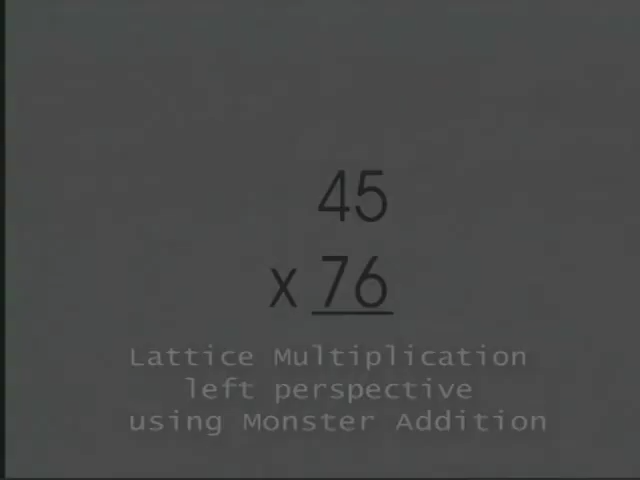 45
x 76
Lattice Multiplication
left perspective
using Monster Addition